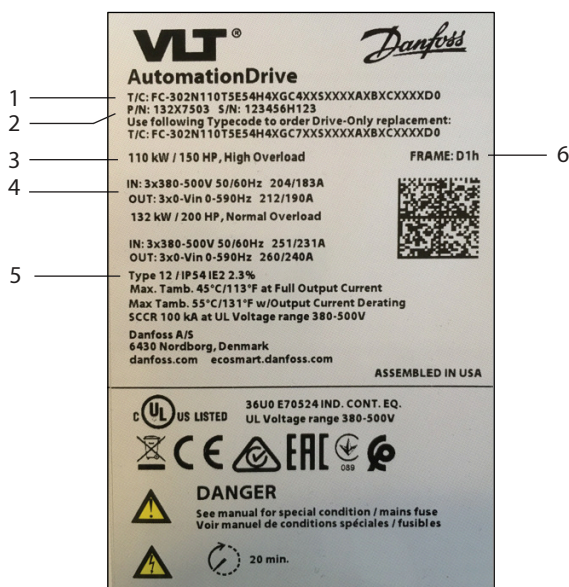 VLT®
Danfoss
AutomationDrive
1
T/C: FC-302N110T5E54H4XGC4XXSXXXXAXBXCXXXXD0
2
P/N: 132X7503 S/N: 123456H123
Use following Typecode to order Drive-Only replacement:
T/C: FC-302N110T5E54H4XGC7XXSXXXXAXBXCXXXXD0
3
110 kW / 150 HP, High Overload
FRAME: D1h
6
4
IN: 3x380-500V 50/60Hz 204/183A
OUT: 3x0-Vin 0-590Hz 212/190A
132 kW / 200 HP, Normal Overload
IN: 3x380-500V 50/60Hz 251/231A
OUT: 3x0-Vin 0-590Hz 260/240A
5
Type 12 / IP54 IE2 2.3%
Max. Tamb. 45°C/113°F at Full Output Current
Max Tamb. 55°C/131°F w/Output Current Derating
SCCR 100 kA at UL Voltage range 380-500V
Danfoss A/S
6430 Nordborg, Denmark
danfoss.com ecosmart.danfoss.com
ASSEMBLED IN USA
C UL US LISTED
36U0 E70524 IND. CONT. EQ.
UL Voltage range 380-500V
CE EAC
089
DANGER
See manual for special condition / mains fuse
Voir manuel de conditions spéciales / fusibles
20 min.